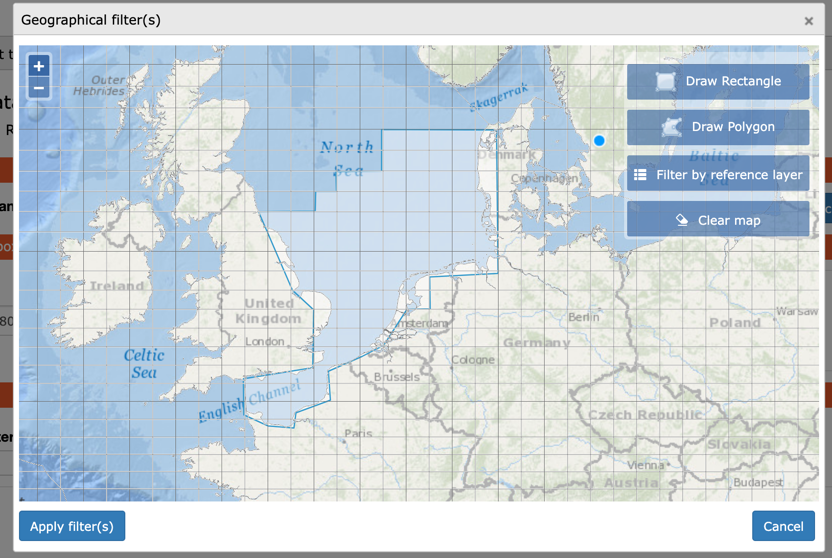 Geographical filter(s)
×
+
−
Outer
Hebrides
Skagerrak
Draw Rectangle
Draw Polygon
North
Sea
Denmark
Baltic
Sea
Filter by reference layer
Copenhagen
Clear map
Ireland
United
Kingdom
Amsterdam
Berlin
Warsaw
Poland
London
Germany
Celtic
Sea
Cologne
Brussels
English Channel
Czech Republic
Paris
Slovakia
Vienna
Austria
Budapest
80
Apply filter(s)
Cancel